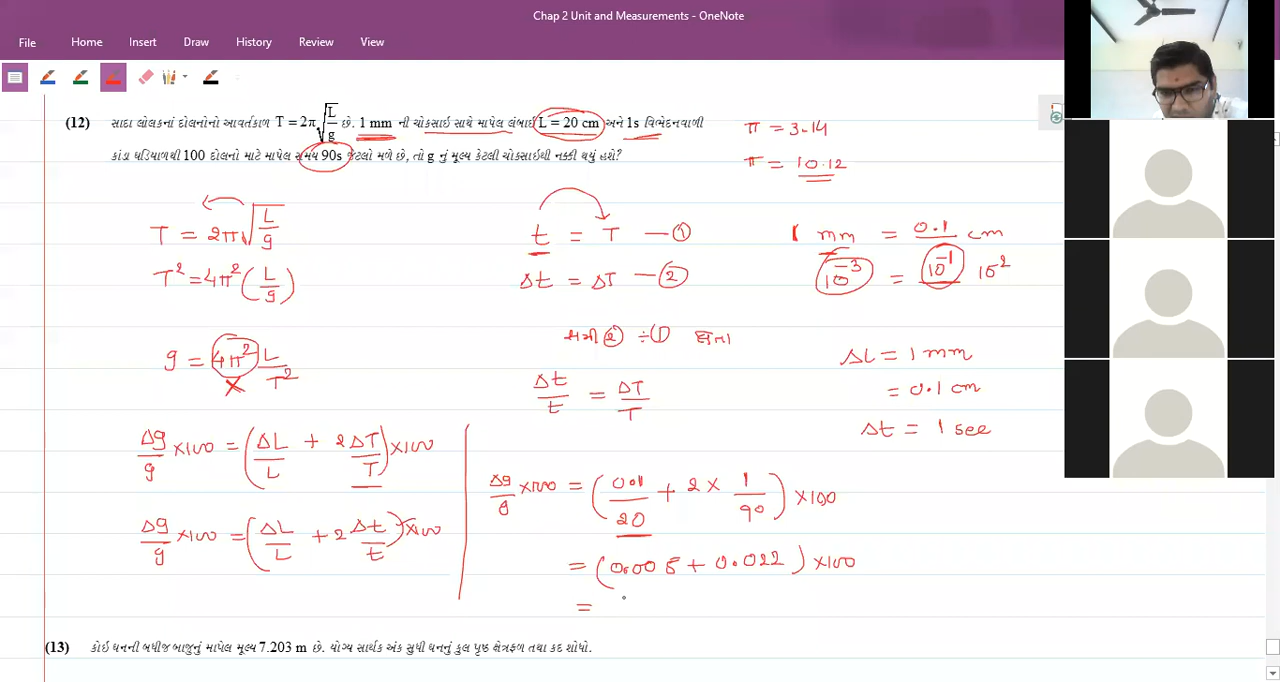 Chap 2 Unit and Measurements - OneNote
File Home Insert Draw History Review View
(12) સાદા લોલકનાં દોલનોનો આવર્તકાળ T = 2π√(L/g) છે. 1 mm ની ચોકસાઈ સાથે માપેલ લંબાઈ L = 20 cm અને 1s વિભેદનવાળી
કાંડા ઘડિયાળથી 100 દોલનો માટે માપેલ સમય 90s જેટલો મળે છે, તો g નું મૂલ્ય કેટલી ચોકસાઈથી નક્કી થયું હશે?
π = 3.14
π = 10.12
T = 2π√(L/g)
T² = 4π² (L/g)
g = 4π² L/T²
×
Δg/g ×100 = (ΔL/L + 2ΔT/T) ×100
Δg/g ×100 = (ΔL/L + 2 Δt/t) ×100
t = T — ①
Δt = ΔT — ②
સમી ② ÷ ① થતા
Δt/t = ΔT/T
1 mm = 0.1 cm
10⁻³ = 10⁻¹ 10²
ΔL = 1 mm
= 0.1 cm
Δt = 1 sec
Δg/g ×100 = (0.1/20 + 2 × 1/90) ×100
= (0.005 + 0.022) ×100
=
(13) કોઈ ઘનની બધીજ બાજુનું માપેલ મૂલ્ય 7.203 m છે. યોગ્ય સાર્થક અંક સુધી ઘનનું કુલ પૃષ્ઠ ક્ષેત્રફળ તથા કદ શોધો.